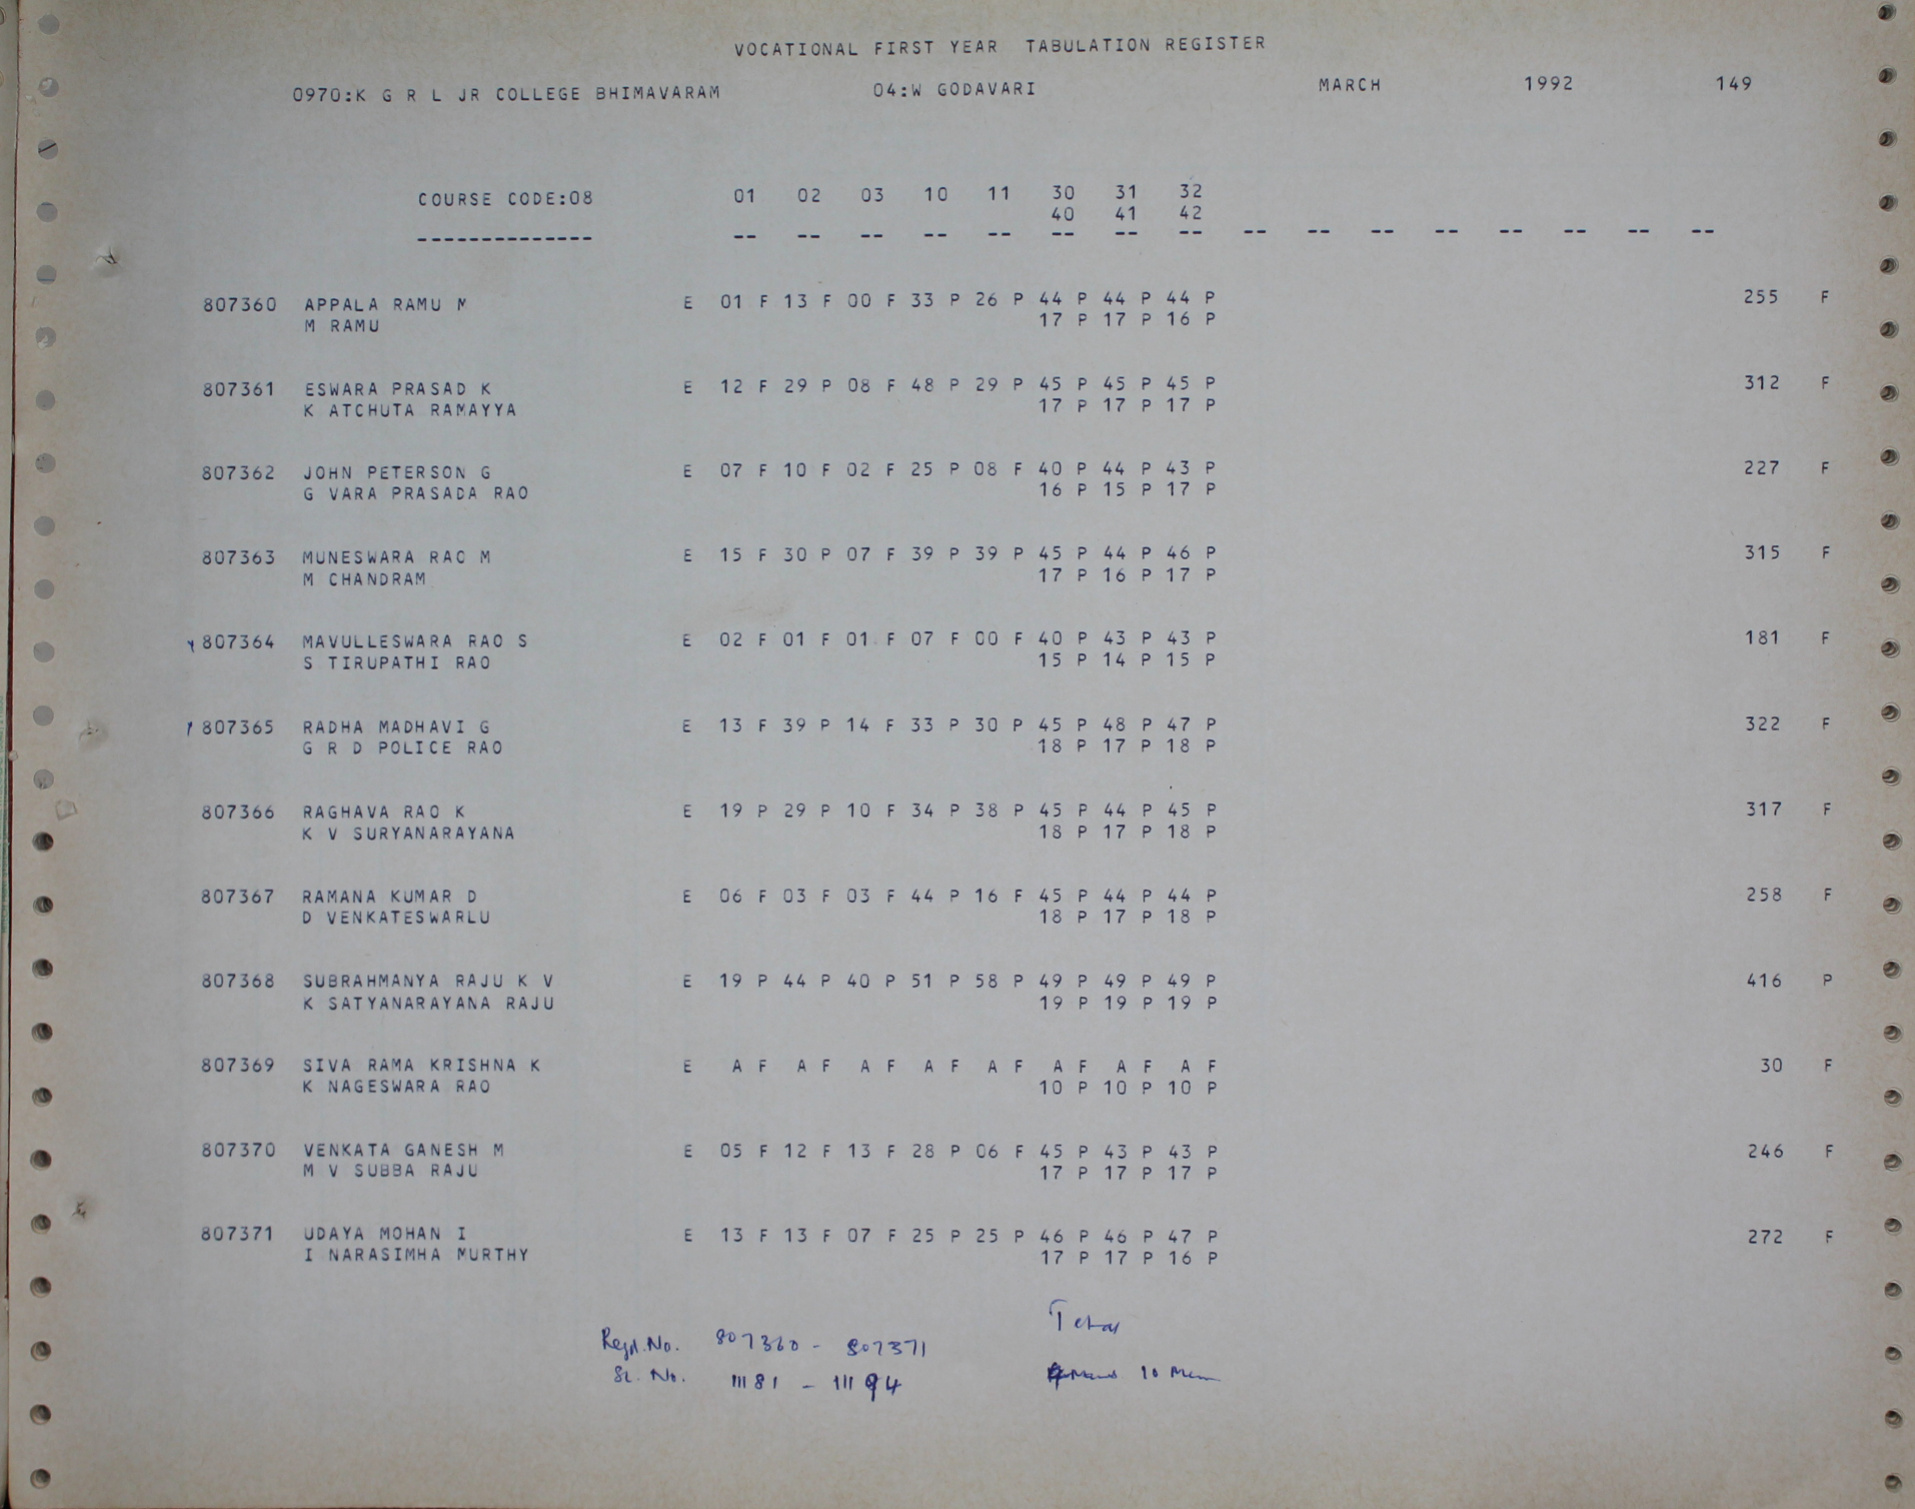 VOCATIONAL FIRST YEAR TABULATION REGISTER
0970:K G R L JR COLLEGE BHIMAVARAM 04:W GODAVARI MARCH 1992 149
COURSE CODE:08 01 02 03 10 11 30 31 32
40 41 42
-------------- -- -- -- -- -- -- -- -- -- -- -- -- -- -- -- --
807360 APPALA RAMU M E 01 F 13 F 00 F 33 P 26 P 44 P 44 P 44 P 255 F
M RAMU 17 P 17 P 16 P
807361 ESWARA PRASAD K E 12 F 29 P 08 F 48 P 29 P 45 P 45 P 45 P 312 F
K ATCHUTA RAMAYYA 17 P 17 P 17 P
807362 JOHN PETERSON G E 07 F 10 F 02 F 25 P 08 F 40 P 44 P 43 P 227 F
G VARA PRASADA RAO 16 P 15 P 17 P
807363 MUNESWARA RAO M E 15 F 30 P 07 F 39 P 39 P 45 P 44 P 46 P 315 F
M CHANDRAM 17 P 16 P 17 P
807364 MAVULLESWARA RAO S E 02 F 01 F 01 F 07 F 00 F 40 P 43 P 43 P 181 F
S TIRUPATHI RAO 15 P 14 P 15 P
807365 RADHA MADHAVI G E 13 F 39 P 14 F 33 P 30 P 45 P 48 P 47 P 322 F
G R D POLICE RAO 18 P 17 P 18 P
807366 RAGHAVA RAO K E 19 P 29 P 10 F 34 P 38 P 45 P 44 P 45 P 317 F
K V SURYANARAYANA 18 P 17 P 18 P
807367 RAMANA KUMAR D E 06 F 03 F 03 F 44 P 16 F 45 P 44 P 44 P 258 F
D VENKATESWARLU 18 P 17 P 18 P
807368 SUBRAHMANYA RAJU K V E 19 P 44 P 40 P 51 P 58 P 49 P 49 P 49 P 416 P
K SATYANARAYANA RAJU 19 P 19 P 19 P
807369 SIVA RAMA KRISHNA K E A F A F A F A F A F A F A F A F 30 F
K NAGESWARA RAO 10 P 10 P 10 P
807370 VENKATA GANESH M E 05 F 12 F 13 F 28 P 06 F 45 P 43 P 43 P 246 F
M V SUBBA RAJU 17 P 17 P 17 P
807371 UDAYA MOHAN I E 13 F 13 F 07 F 25 P 25 P 46 P 46 P 47 P 272 F
I NARASIMHA MURTHY 17 P 17 P 16 P
Regd.No. 807360 - 807371
Sl. No. 11181 - 11194